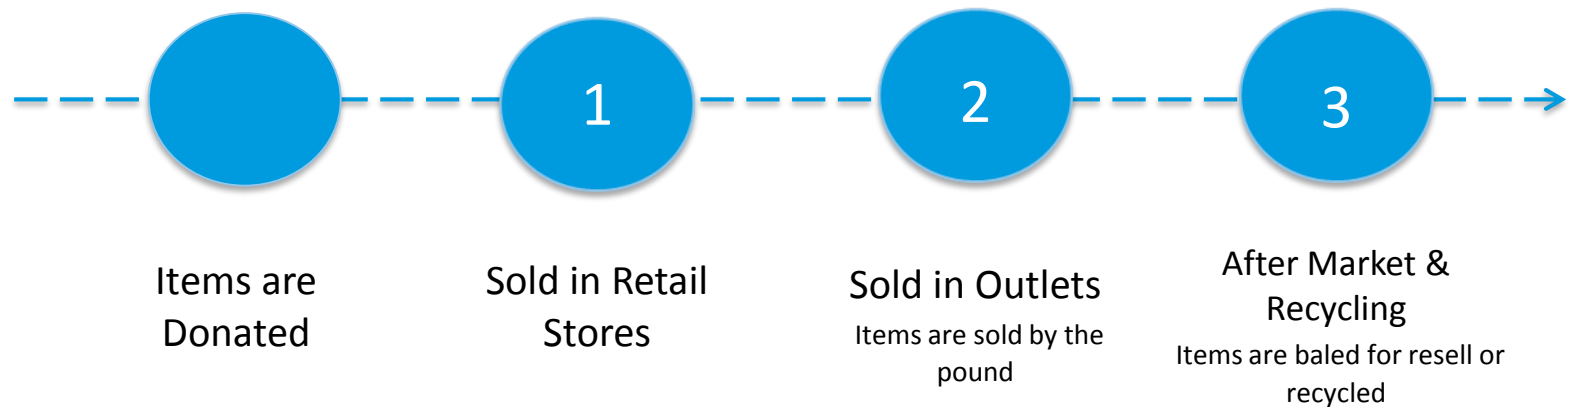 1
2
3
Items are
Donated
Sold in Retail
Stores
Sold in Outlets
Items are sold by the
pound
After Market &
Recycling
Items are baled for resell or
recycled